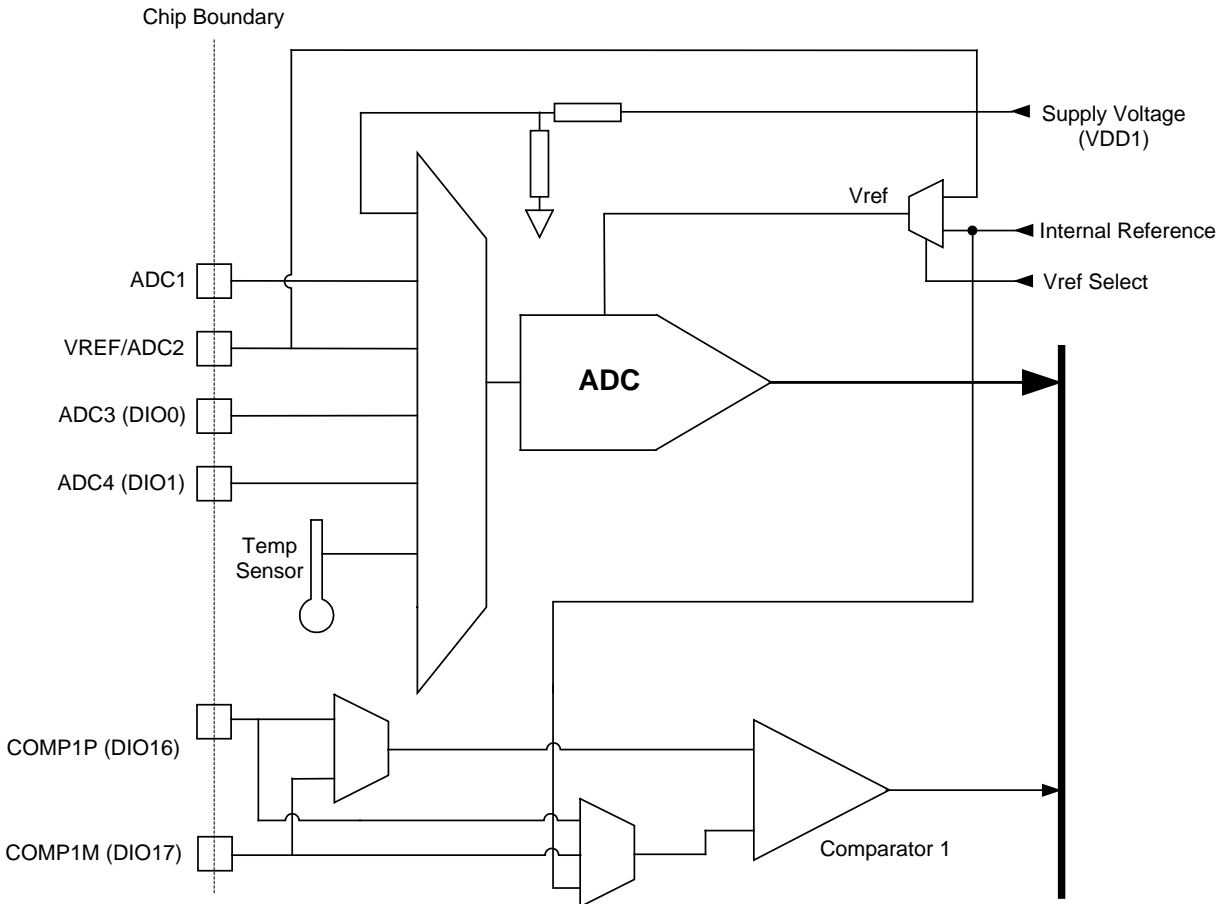 Chip Boundary
Supply Voltage
(VDD1)
Vref
Internal Reference
ADC1
Vref Select
VREF/ADC2
ADC
ADC3 (DIO0)
ADC4 (DIO1)
Temp
Sensor
COMP1P (DIO16)
COMP1M (DIO17)
Comparator 1